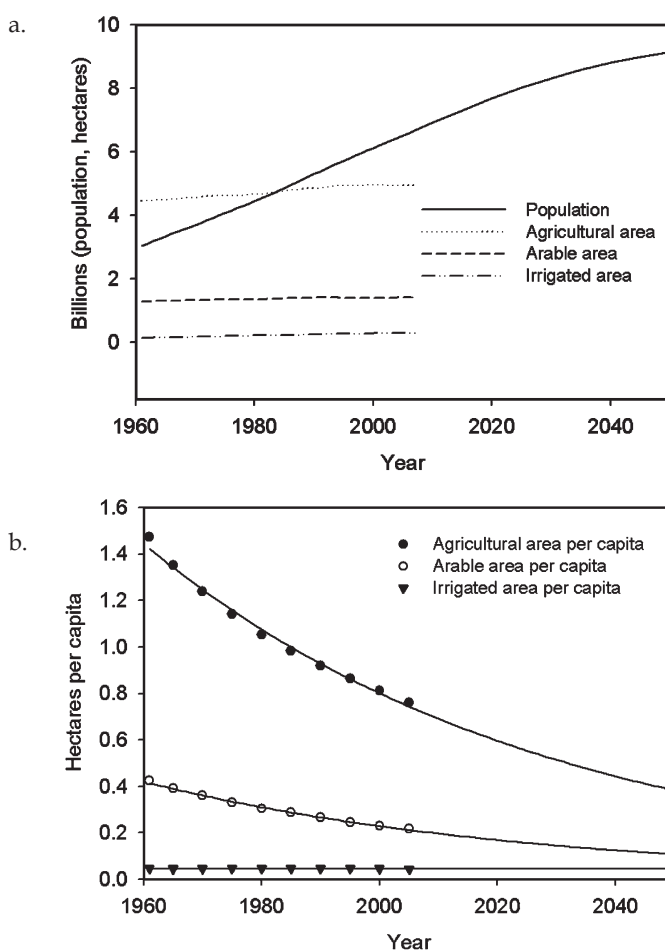 a.
10
8
6
4
2
0
Billions (population, hectares)
Population
Agricultural area
Arable area
Irrigated area
1960 1980 2000 2020 2040
Year
b.
1.6
1.4
1.2
1.0
0.8
0.6
0.4
0.2
0.0
Hectares per capita
Agricultural area per capita
Arable area per capita
Irrigated area per capita
1960 1980 2000 2020 2040
Year